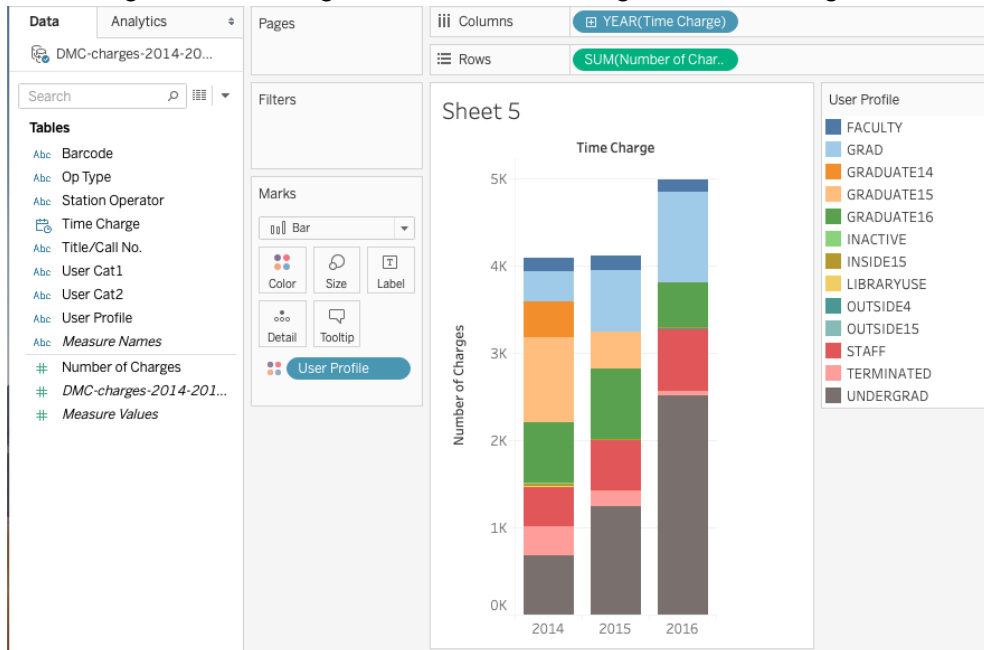 Data
Analytics
DMC-charges-2014-20...
Search
Tables
Abc Barcode
Abc Op Type
Abc Station Operator
Time Charge
Abc Title/Call No.
Abc User Cat1
Abc User Cat2
Abc User Profile
Abc Measure Names
# Number of Charges
# DMC-charges-2014-201...
# Measure Values
Pages
Filters
Marks
Bar
Color
Size
T
Label
Detail
Tooltip
User Profile
iii Columns
YEAR(Time Charge)
Rows
SUM(Number of Char..
Sheet 5
Time Charge
Number of Charges
5K
4K
3K
2K
1K
0K
2014
2015
2016
User Profile
FACULTY
GRAD
GRADUATE14
GRADUATE15
GRADUATE16
INACTIVE
INSIDE15
LIBRARYUSE
OUTSIDE4
OUTSIDE15
STAFF
TERMINATED
UNDERGRAD